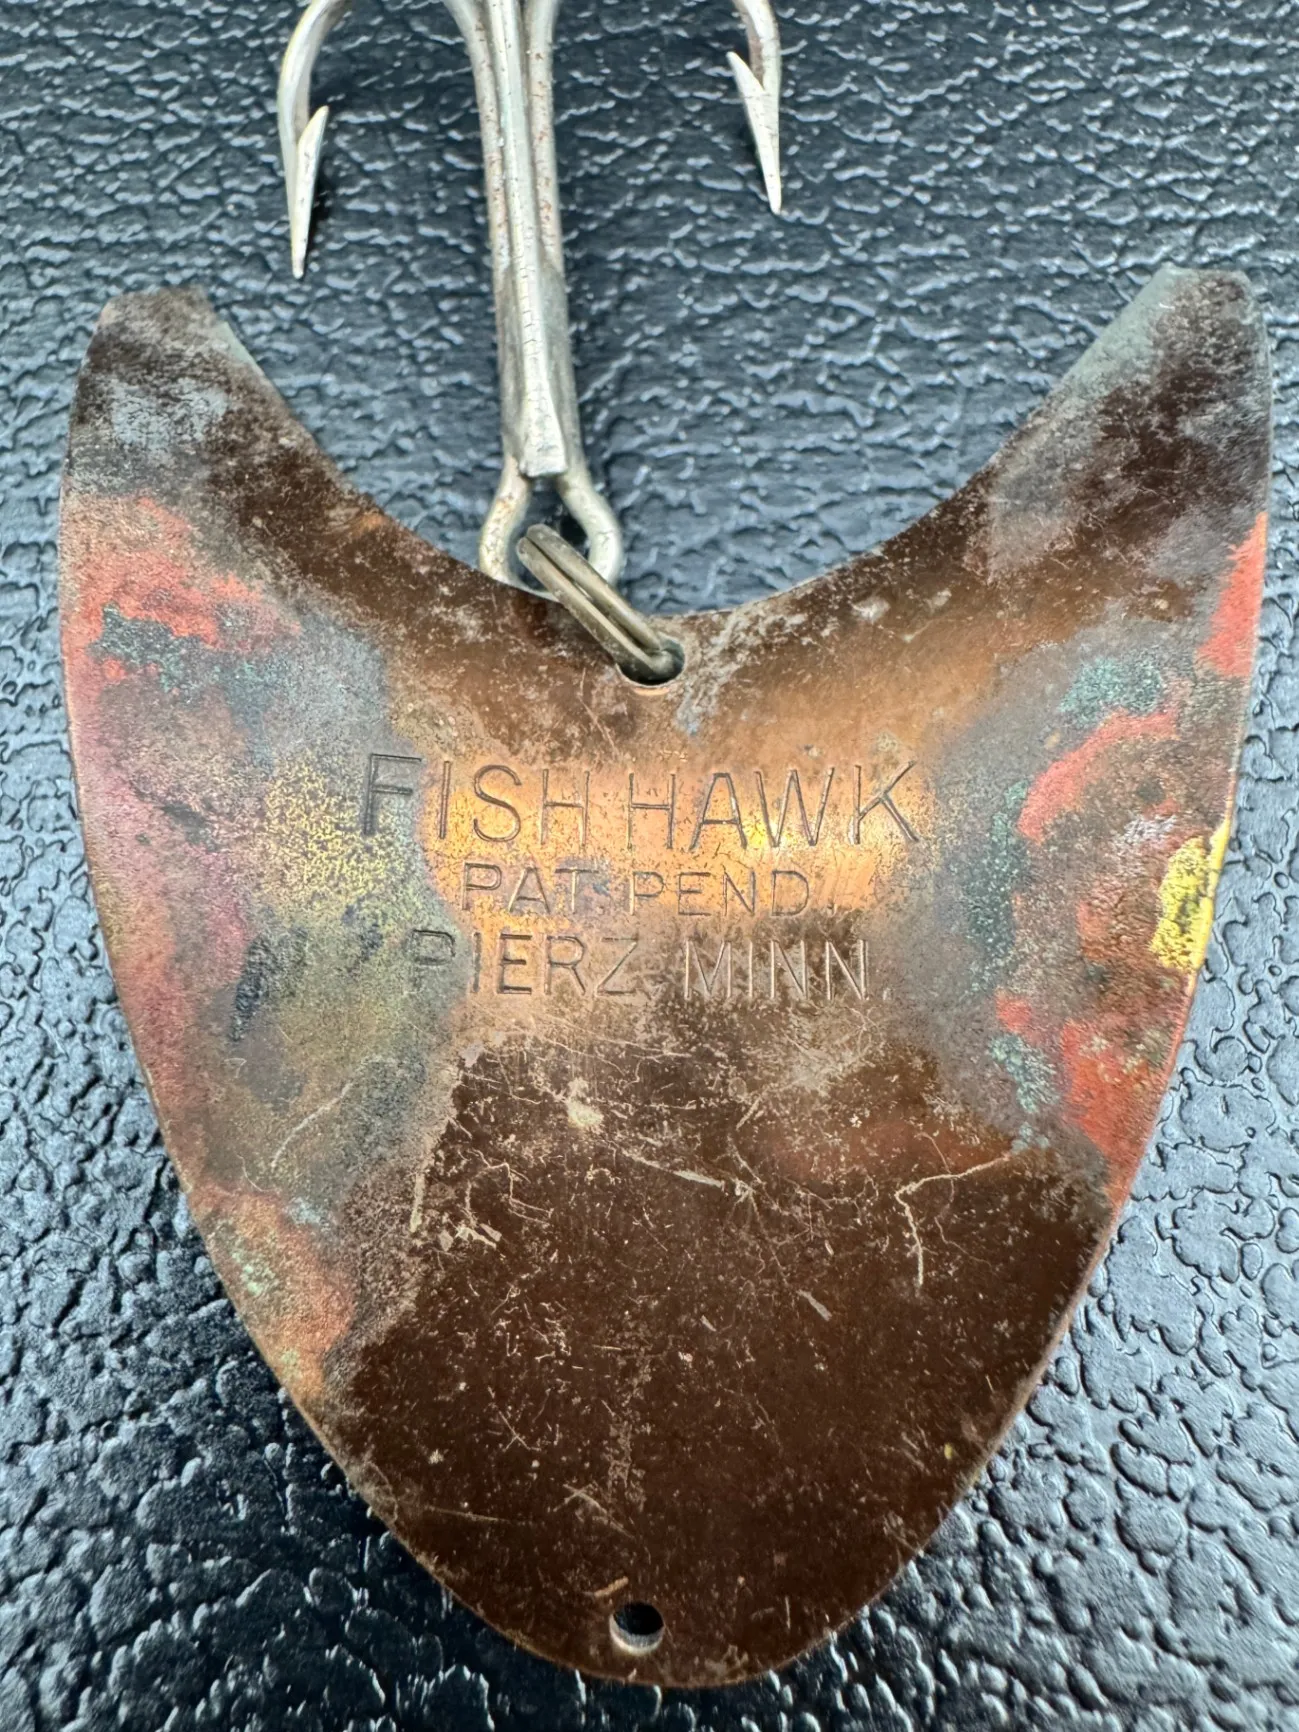 FISH HAWK
PAT. PEND.
PIERZ, MINN.